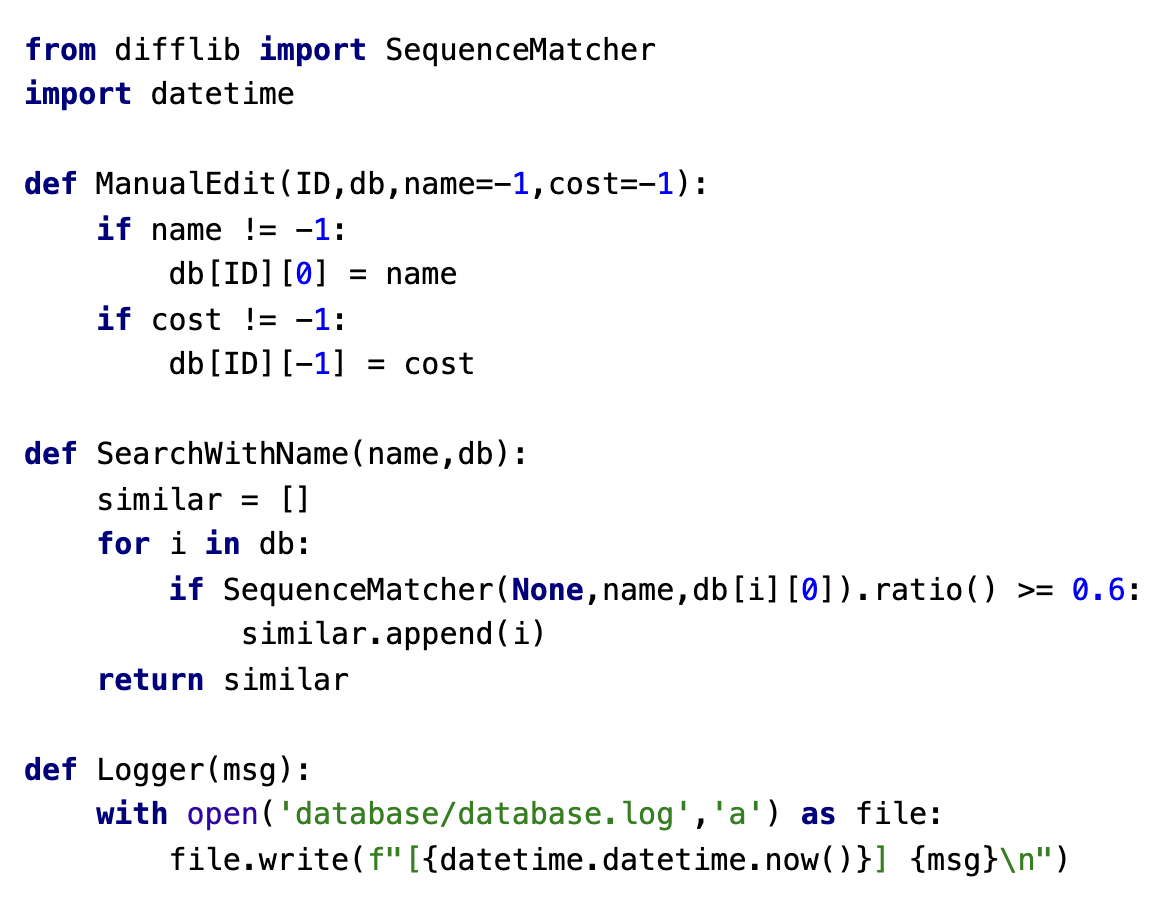 from difflib import SequenceMatcher
import datetime

def ManualEdit(ID,db,name=-1,cost=-1):
    if name != -1:
        db[ID][0] = name
    if cost != -1:
        db[ID][-1] = cost

def SearchWithName(name,db):
    similar = []
    for i in db:
        if SequenceMatcher(None,name,db[i][0]).ratio() >= 0.6:
            similar.append(i)
    return similar

def Logger(msg):
    with open('database/database.log','a') as file:
        file.write(f"[{datetime.datetime.now()}] {msg}\n")